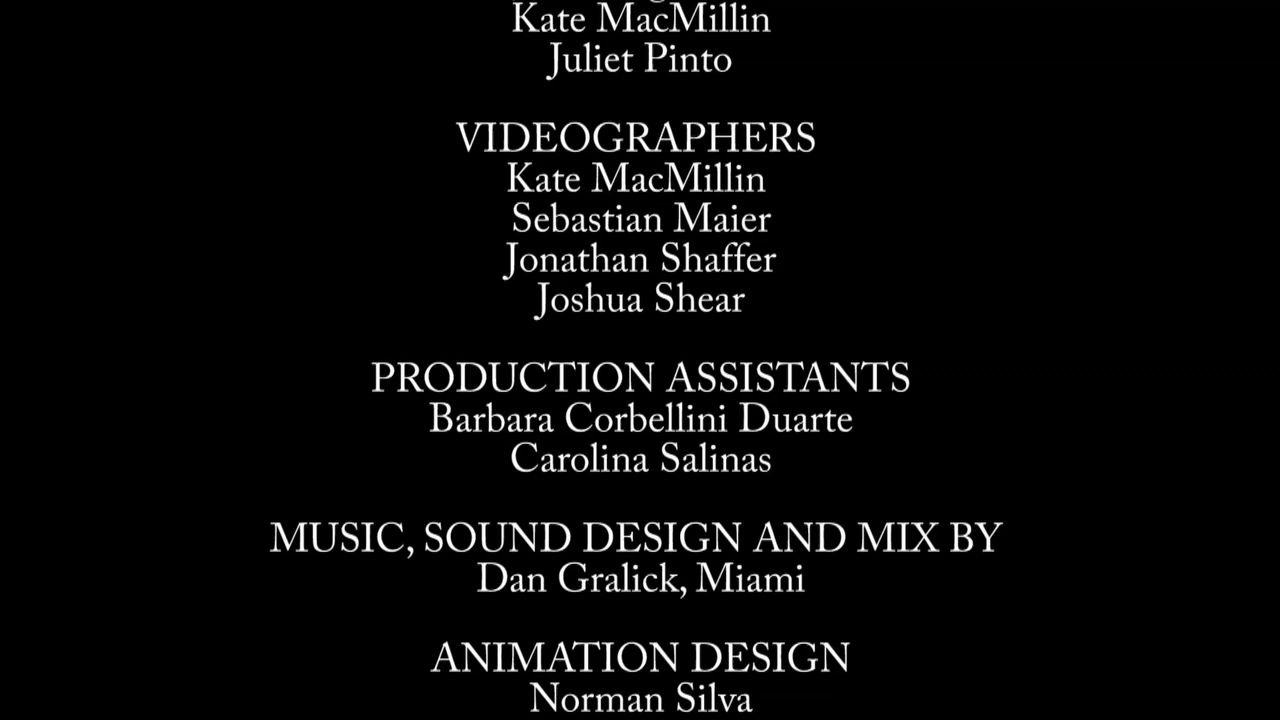 Kate MacMillin
Juliet Pinto
VIDEOGRAPHERS
Kate MacMillin
Sebastian Maier
Jonathan Shaffer
Joshua Shear
PRODUCTION ASSISTANTS
Barbara Corbellini Duarte
Carolina Salinas
MUSIC, SOUND DESIGN AND MIX BY
Dan Gralick, Miami
ANIMATION DESIGN
Norman Silva